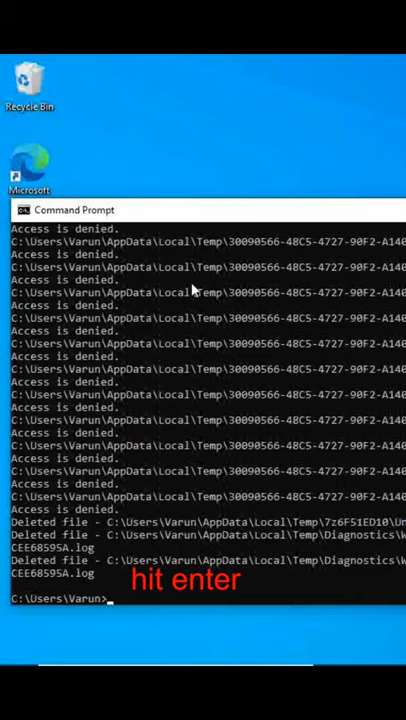 Recycle Bin
Microsoft
Command Prompt
Access is denied.
C:\Users\Varun\AppData\Local\Temp\30090566-48C5-4727-90F2-A140
Access is denied.
C:\Users\Varun\AppData\Local\Temp\30090566-48C5-4727-90F2-A140
Access is denied.
C:\Users\Varun\AppData\Local\Temp\30090566-48C5-4727-90F2-A140
Access is denied.
C:\Users\Varun\AppData\Local\Temp\30090566-48C5-4727-90F2-A140
Access is denied.
C:\Users\Varun\AppData\Local\Temp\30090566-48C5-4727-90F2-A140
Access is denied.
C:\Users\Varun\AppData\Local\Temp\30090566-48C5-4727-90F2-A140
Access is denied.
C:\Users\Varun\AppData\Local\Temp\30090566-48C5-4727-90F2-A140
Access is denied.
C:\Users\Varun\AppData\Local\Temp\30090566-48C5-4727-90F2-A140
Access is denied.
C:\Users\Varun\AppData\Local\Temp\30090566-48C5-4727-90F2-A140
Access is denied.
C:\Users\Varun\AppData\Local\Temp\30090566-48C5-4727-90F2-A140
Access is denied.
C:\Users\Varun\AppData\Local\Temp\30090566-48C5-4727-90F2-A140
Access is denied.
Deleted file - C:\Users\Varun\AppData\Local\Temp\7z6F51ED10\Un
Deleted file - C:\Users\Varun\AppData\Local\Temp\Diagnostics\W
CEE68595A.log
Deleted file - C:\Users\Varun\AppData\Local\Temp\Diagnostics\W
CEE68595A.log
hit enter
C:\Users\Varun>_